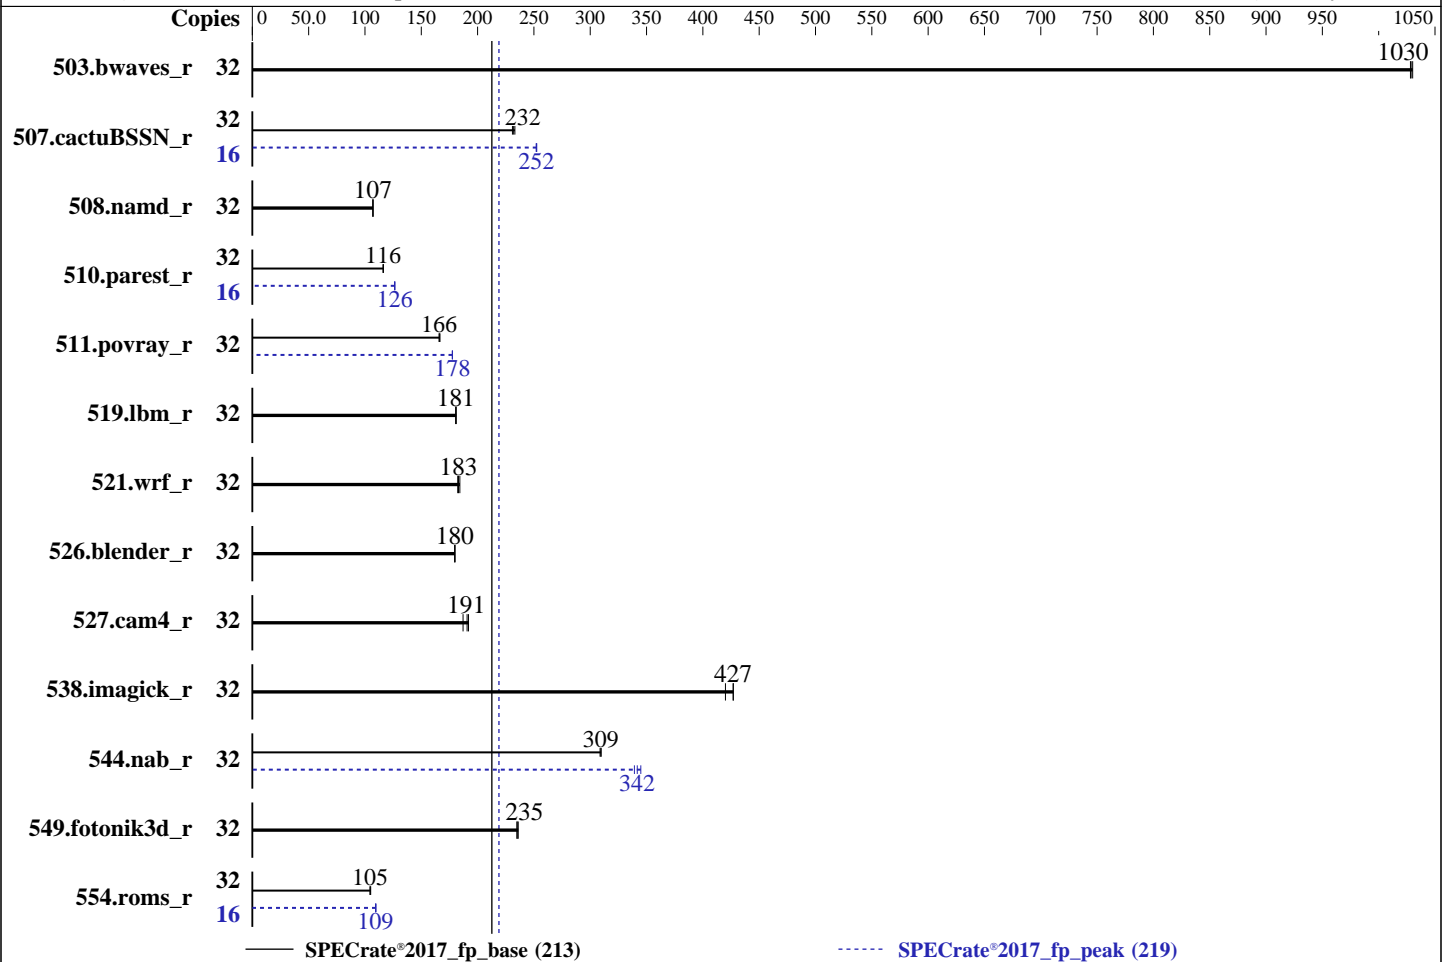 Copies 0 50.0 100 150 200 250 300 350 400 450 500 550 600 650 700 750 800 850 900 950 1050
503.bwaves_r 32 1030
507.cactuBSSN_r 32 232
16 252
508.namd_r 32 107
510.parest_r 32 116
16 126
511.povray_r 32 166
178
519.lbm_r 32 181
521.wrf_r 32 183
526.blender_r 32 180
527.cam4_r 32 191
538.imagick_r 32 427
544.nab_r 32 309
342
549.fotonik3d_r 32 235
554.roms_r 32 105
16 109
SPECrate®2017_fp_base (213) SPECrate®2017_fp_peak (219)